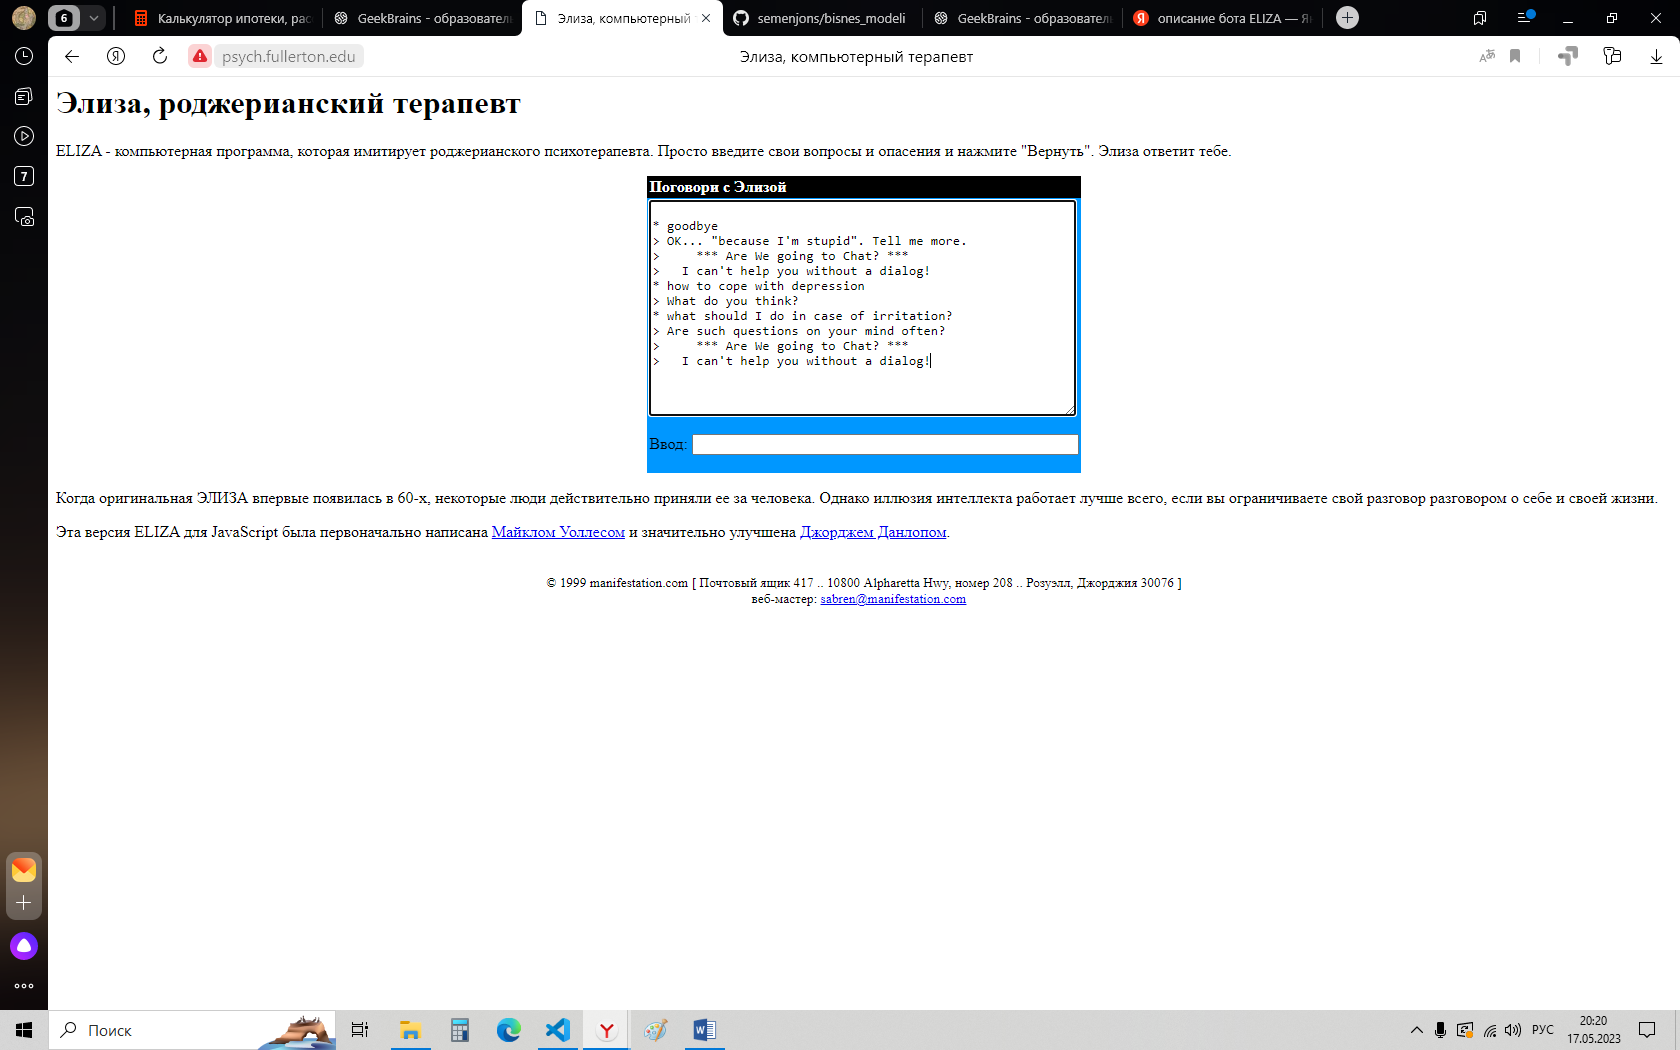 6
Калькулятор ипотеки, рас
GeekBrains - образователь
Элиза, компьютерный
semenjons/bisnes_modeli
GeekBrains - образователь
описание бота ELIZA — Ян
psych.fullerton.edu
Элиза, компьютерный терапевт
7
Элиза, роджерианский терапевт
ELIZA - компьютерная программа, которая имитирует роджерианского психотерапевта. Просто введите свои вопросы и опасения и нажмите "Вернуть". Элиза ответит тебе.
Поговори с Элизой
* goodbye
> OK... "because I'm stupid". Tell me more.
> *** Are We going to Chat? ***
> I can't help you without a dialog!
* how to cope with depression
> What do you think?
* what should I do in case of irritation?
> Are such questions on your mind often?
> *** Are We going to Chat? ***
> I can't help you without a dialog!
Ввод:
Когда оригинальная ЭЛИЗА впервые появилась в 60-х, некоторые люди действительно приняли ее за человека. Однако иллюзия интеллекта работает лучше всего, если вы ограничиваете свой разговор разговором о себе и своей жизни.
Эта версия ELIZA для JavaScript была первоначально написана Майклом Уоллесом и значительно улучшена Джорджем Данлопом.
© 1999 manifestation.com [ Почтовый ящик 417 .. 10800 Alpharetta Hwy, номер 208 .. Розуэлл, Джорджия 30076 ]
веб-мастер: sabren@manifestation.com
Поиск
РУС
20:20
17.05.2023